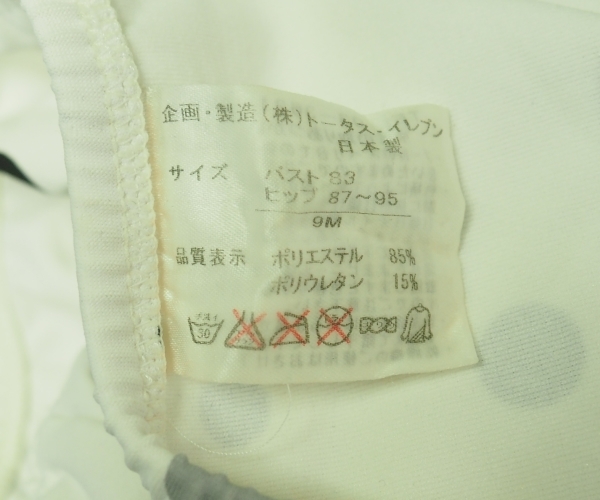 企画・製造(株)トータス・イレブン
日本製
サイズ バスト 83
ヒップ 87〜95
9M
品質表示 ポリエステル 85%
ポリウレタン 15%
30